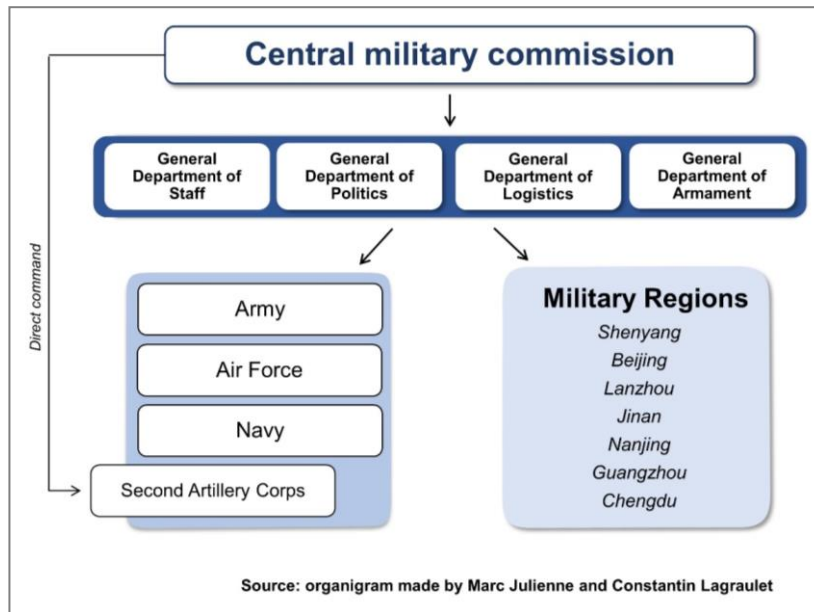 Central military commission
General
Department of
Staff
General
Department of
Politics
General
Department of
Logistics
General
Department of
Armament
Direct command
Army
Air Force
Navy
Second Artillery Corps
Military Regions
Shenyang
Beijing
Lanzhou
Jinan
Nanjing
Guangzhou
Chengdu
Source: organigram made by Marc Julienne and Constantin Lagraulet